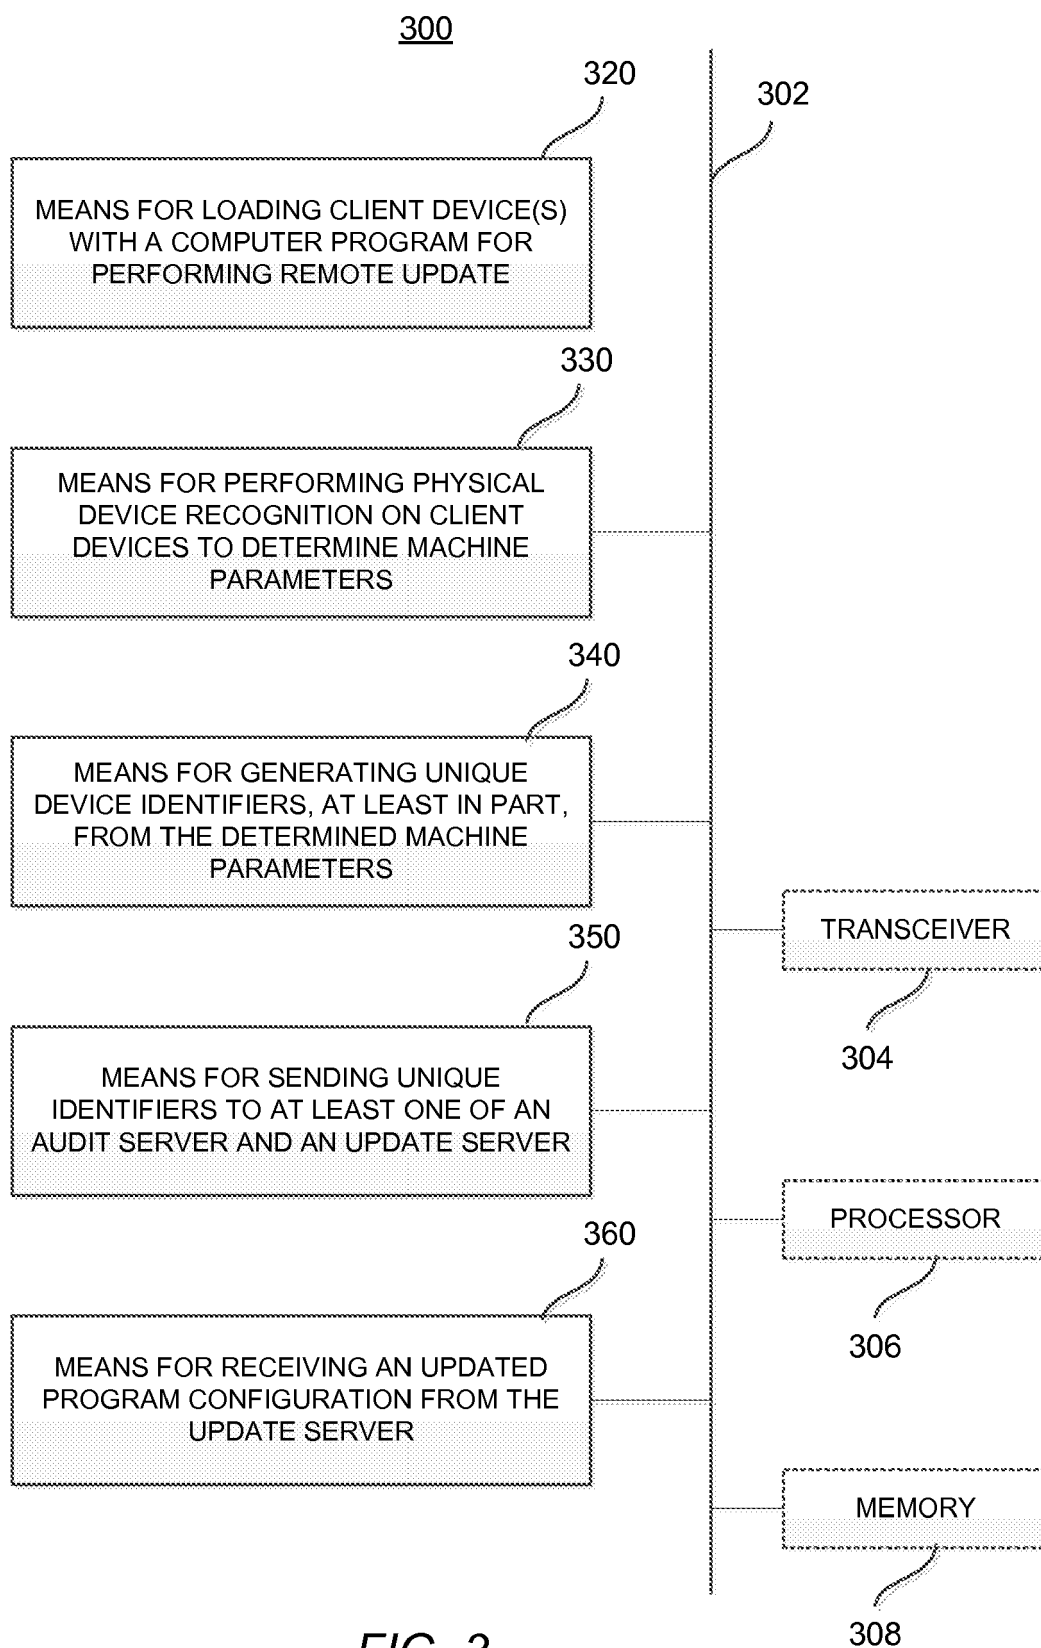 300
320
302
MEANS FOR LOADING CLIENT DEVICE(S)
WITH A COMPUTER PROGRAM FOR
PERFORMING REMOTE UPDATE
330
MEANS FOR PERFORMING PHYSICAL
DEVICE RECOGNITION ON CLIENT
DEVICES TO DETERMINE MACHINE
PARAMETERS
340
MEANS FOR GENERATING UNIQUE
DEVICE IDENTIFIERS, AT LEAST IN PART,
FROM THE DETERMINED MACHINE
PARAMETERS
TRANSCEIVER
304
350
MEANS FOR SENDING UNIQUE
IDENTIFIERS TO AT LEAST ONE OF AN
AUDIT SERVER AND AN UPDATE SERVER
PROCESSOR
306
360
MEANS FOR RECEIVING AN UPDATED
PROGRAM CONFIGURATION FROM THE
UPDATE SERVER
MEMORY
308
FIG.